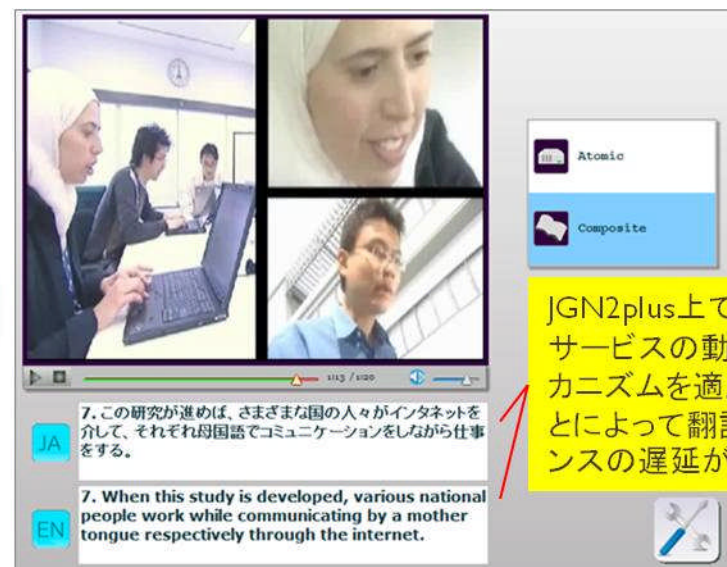 Atomic
Composite
1:13 / 1:20
JGN2plus上で
サービスの動
カニズムを適
とによって翻訳
ンスの遅延が
JA
7. この研究が進めば、さまざまな国の人々がインタネットを
介して、それぞれ母国語でコミュニケーションをしながら仕事
をする。
EN
7. When this study is developed, various national
people work while communicating by a mother
tongue respectively through the internet.